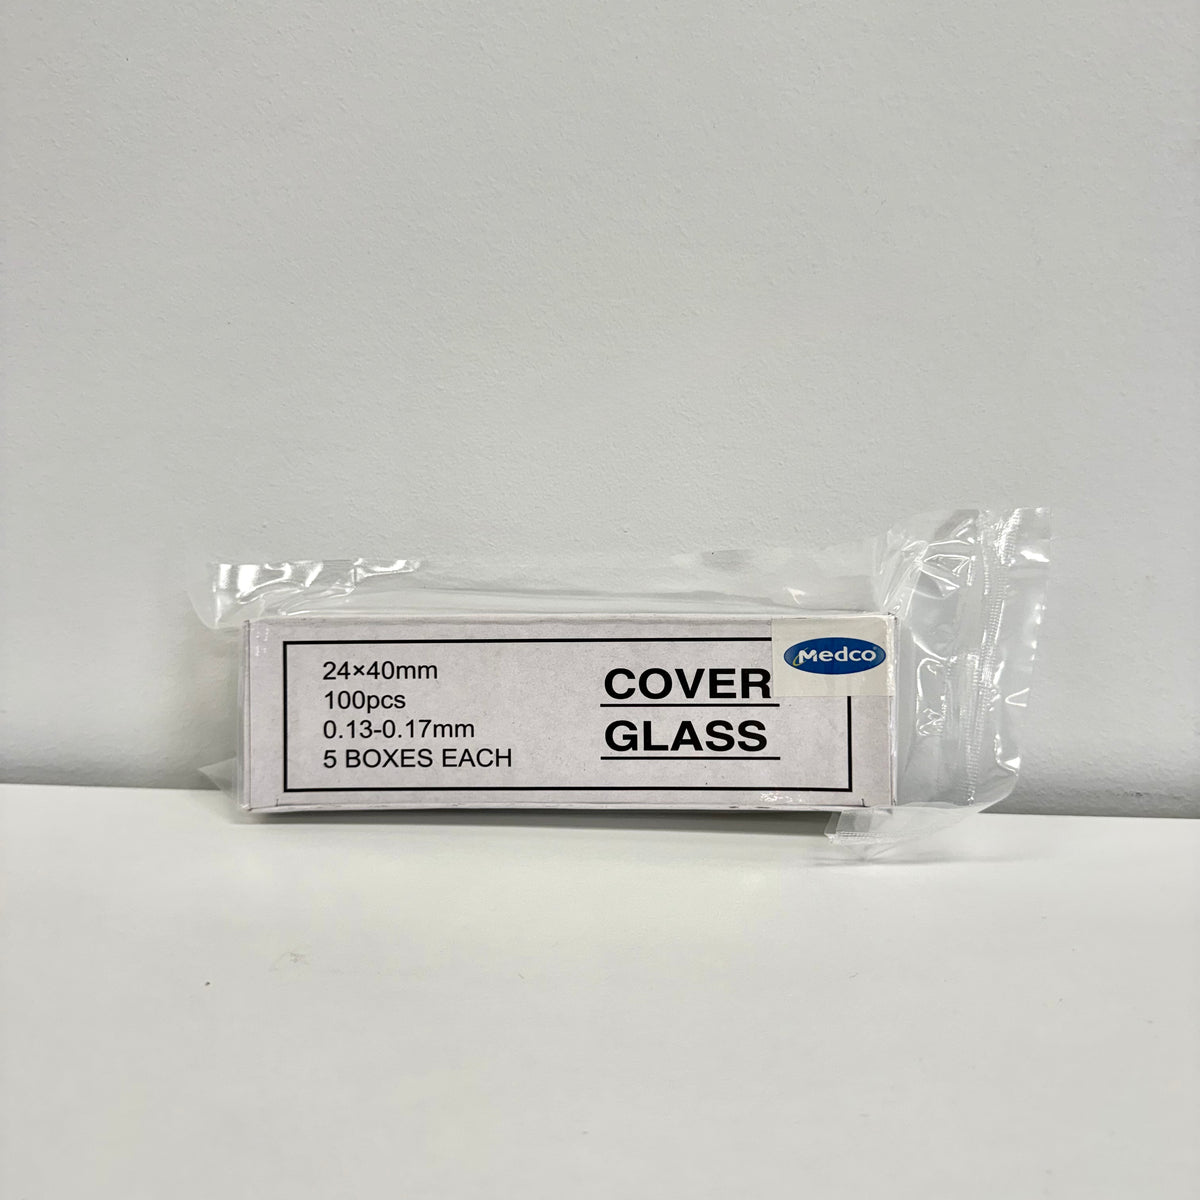 24×40mm
100pcs
0.13-0.17mm
5 BOXES EACH
COVER
GLASS
Medco